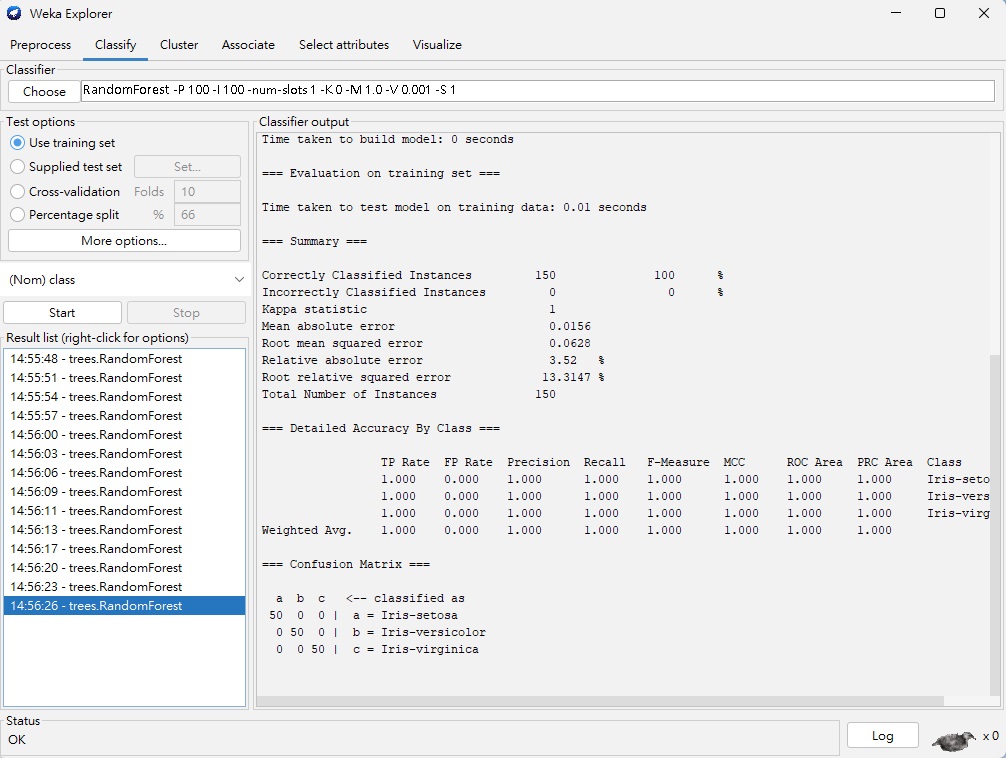 Weka Explorer
Preprocess Classify Cluster Associate Select attributes Visualize
Classifier
Choose RandomForest -P 100 -I 100 -num-slots 1 -K 0 -M 1.0 -V 0.001 -S 1
Test options
Use training set
Supplied test set Set...
Cross-validation Folds 10
Percentage split % 66
More options...
(Nom) class
Start Stop
Result list (right-click for options)
14:55:48 - trees.RandomForest
14:55:51 - trees.RandomForest
14:55:54 - trees.RandomForest
14:55:57 - trees.RandomForest
14:56:00 - trees.RandomForest
14:56:03 - trees.RandomForest
14:56:06 - trees.RandomForest
14:56:09 - trees.RandomForest
14:56:11 - trees.RandomForest
14:56:13 - trees.RandomForest
14:56:17 - trees.RandomForest
14:56:20 - trees.RandomForest
14:56:23 - trees.RandomForest
14:56:26 - trees.RandomForest
Classifier output
Time taken to build model: 0 seconds
=== Evaluation on training set ===
Time taken to test model on training data: 0.01 seconds
=== Summary ===
Correctly Classified Instances 150 100 %
Incorrectly Classified Instances 0 0 %
Kappa statistic 1
Mean absolute error 0.0156
Root mean squared error 0.0628
Relative absolute error 3.52 %
Root relative squared error 13.3147 %
Total Number of Instances 150
=== Detailed Accuracy By Class ===
TP Rate FP Rate Precision Recall F-Measure MCC ROC Area PRC Area Class
1.000 0.000 1.000 1.000 1.000 1.000 1.000 1.000 Iris-seto
1.000 0.000 1.000 1.000 1.000 1.000 1.000 1.000 Iris-vers
1.000 0.000 1.000 1.000 1.000 1.000 1.000 1.000 Iris-virg
Weighted Avg. 1.000 0.000 1.000 1.000 1.000 1.000 1.000 1.000
=== Confusion Matrix ===
a b c <-- classified as
50 0 0 | a = Iris-setosa
0 50 0 | b = Iris-versicolor
0 0 50 | c = Iris-virginica
Status
OK
Log x 0